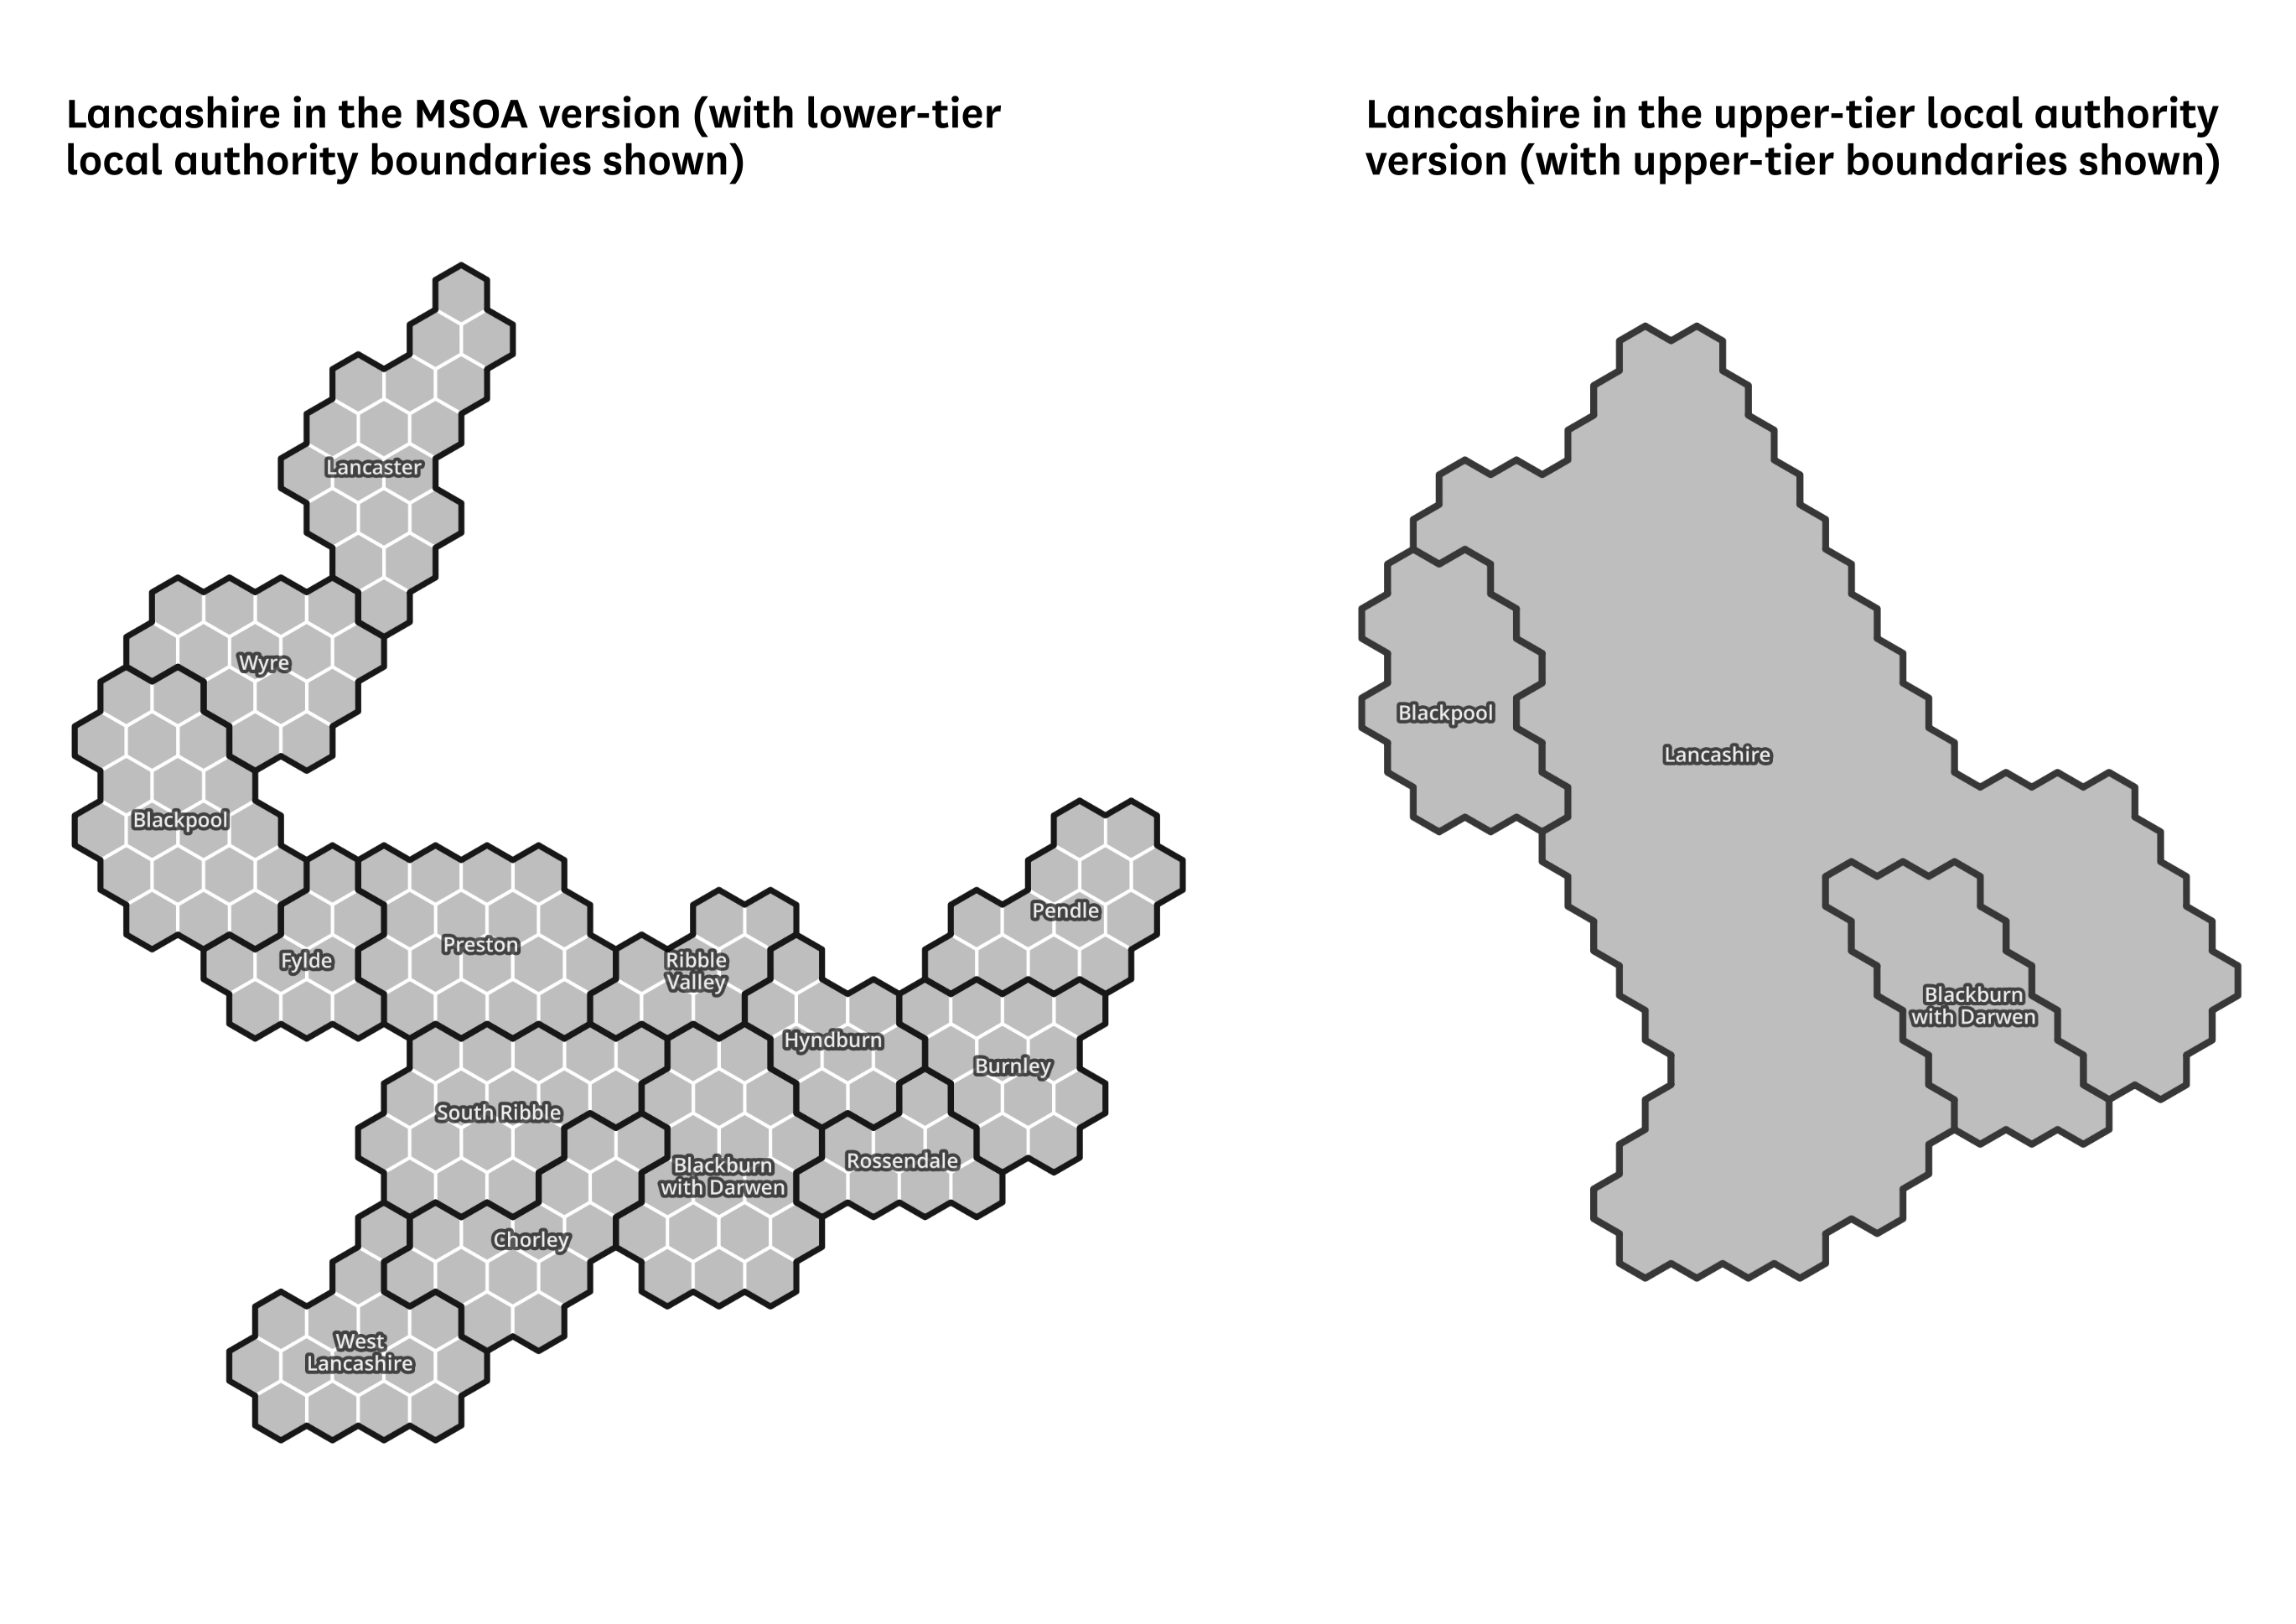 Lancashire in the MSOA version (with lower-tier
local authority boundaries shown)
Lancaster
Wyre
Blackpool
Fylde
Preston
Ribble
Valley
Pendle
Hyndburn
Burnley
South Ribble
Blackburn
with Darwen
Rossendale
Chorley
West
Lancashire
Lancashire in the upper-tier local authority
version (with upper-tier boundaries shown)
Blackpool
Lancashire
Blackburn
with Darwen